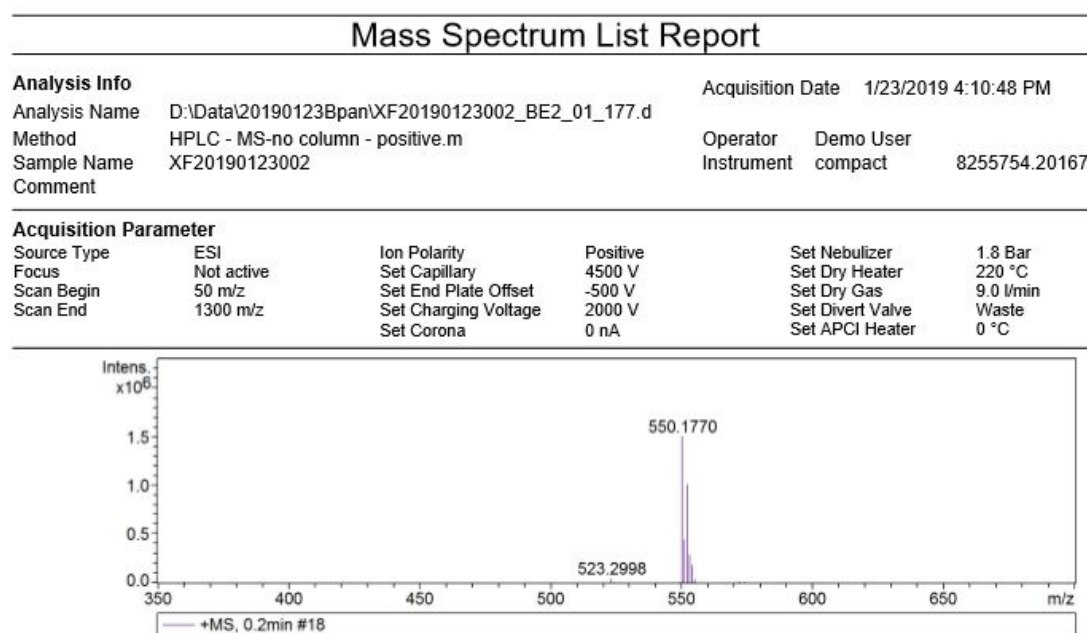 Mass Spectrum List Report
Analysis Info
Acquisition Date 1/23/2019 4:10:48 PM
Analysis Name D:\Data\20190123Bpan\XF20190123002_BE2_01_177.d
Method HPLC - MS-no column - positive.m Operator Demo User
Sample Name XF20190123002 Instrument compact 8255754.20167
Comment
Acquisition Parameter
Source Type ESI Ion Polarity Positive Set Nebulizer 1.8 Bar
Focus Not active Set Capillary 4500 V Set Dry Heater 220 °C
Scan Begin 50 m/z Set End Plate Offset -500 V Set Dry Gas 9.0 l/min
Scan End 1300 m/z Set Charging Voltage 2000 V Set Divert Valve Waste
Set Corona 0 nA Set APCI Heater 0 °C
Intens.
x10^6
550.1770
1.5
1.0
0.5
523.2998
0.0
350 400 450 500 550 600 650 m/z
+MS, 0.2min #18